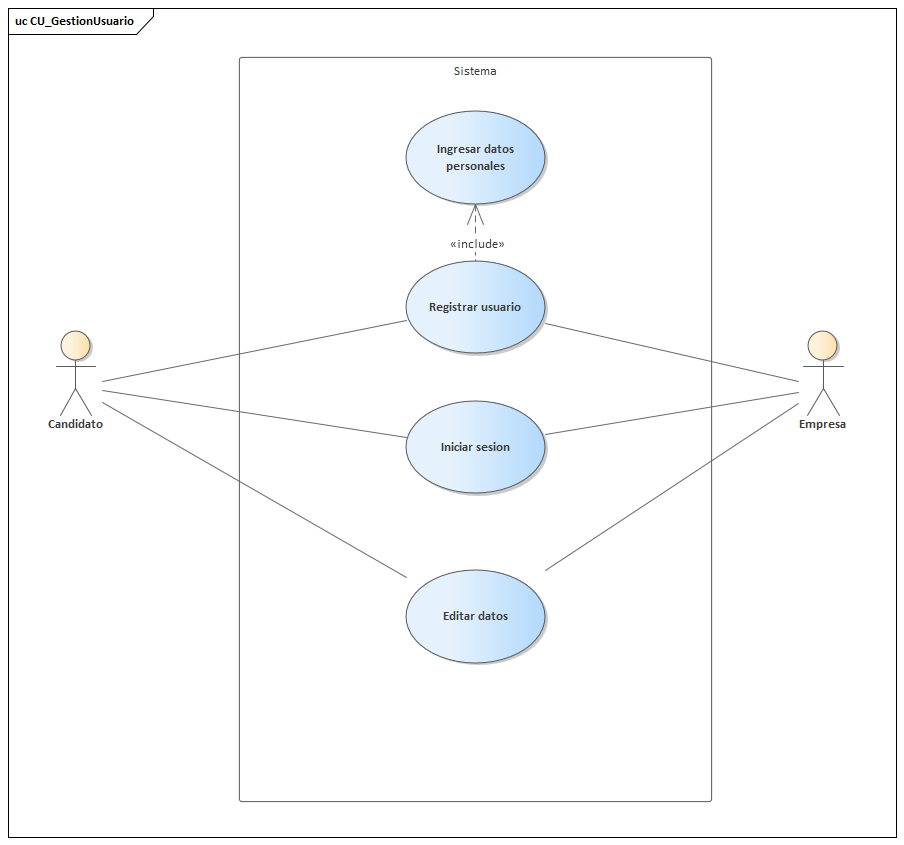 uc CU_GestionUsuario
Sistema
Ingresar datos
personales
«include»
Registrar usuario
Candidato
Empresa
Iniciar sesion
Editar datos